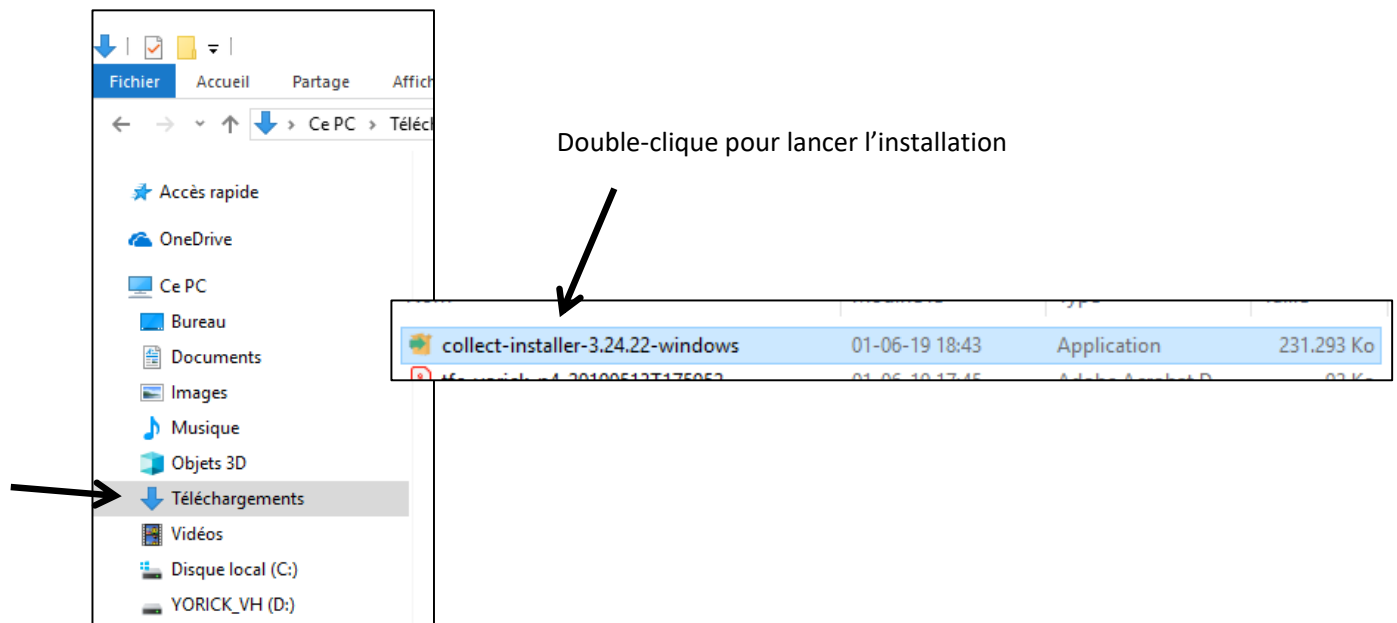 Fichier Accueil Partage Affich
Ce PC > Téléch
Double-clique pour lancer l’installation
Accès rapide
OneDrive
Ce PC
Bureau
collect-installer-3.24.22-windows 01-06-19 18:43 Application 231.293 Ko
Documents
Images
Musique
Objets 3D
Téléchargements
Vidéos
Disque local (C:)
YORICK_VH (D:)